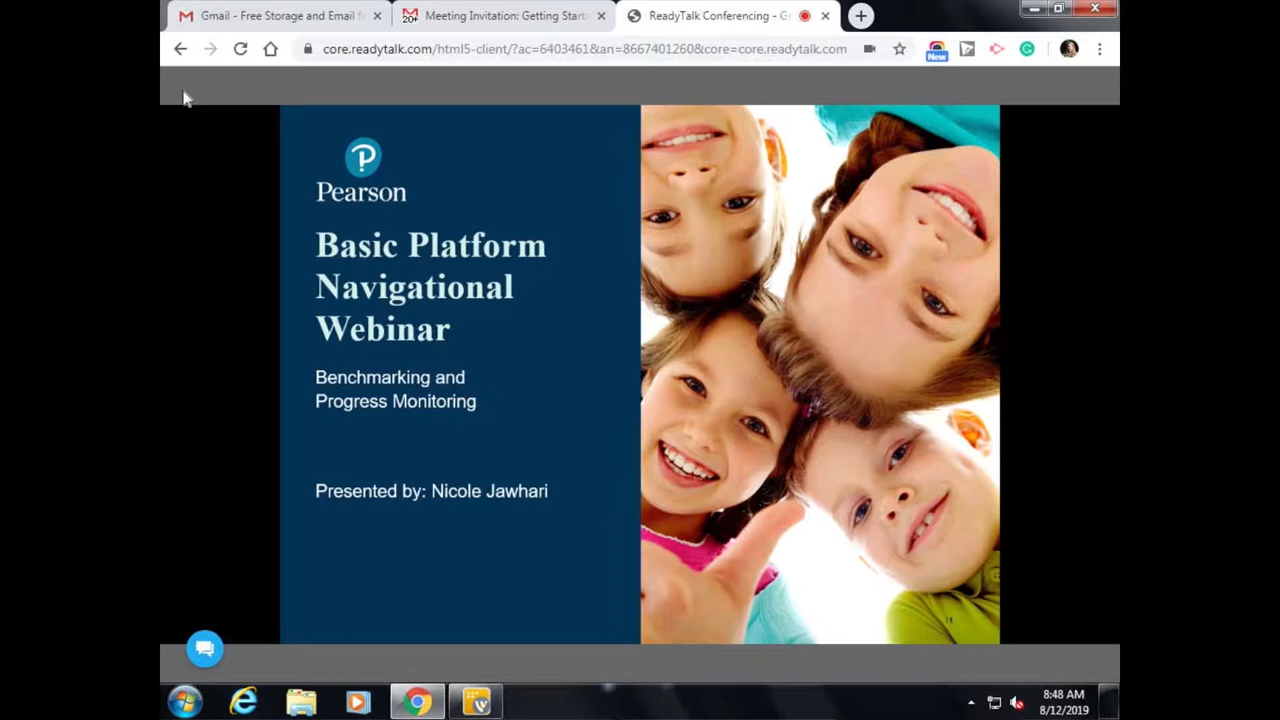 Gmail - Free Storage and Email f
20+
Meeting Invitation: Getting Start
ReadyTalk Conferencing - G
core.readytalk.com/html5-client/?ac=6403461&an=8667401260&core=core.readytalk.com
New
Pearson
Basic Platform
Navigational
Webinar
Benchmarking and
Progress Monitoring
Presented by: Nicole Jawhari
8:48 AM
8/12/2019